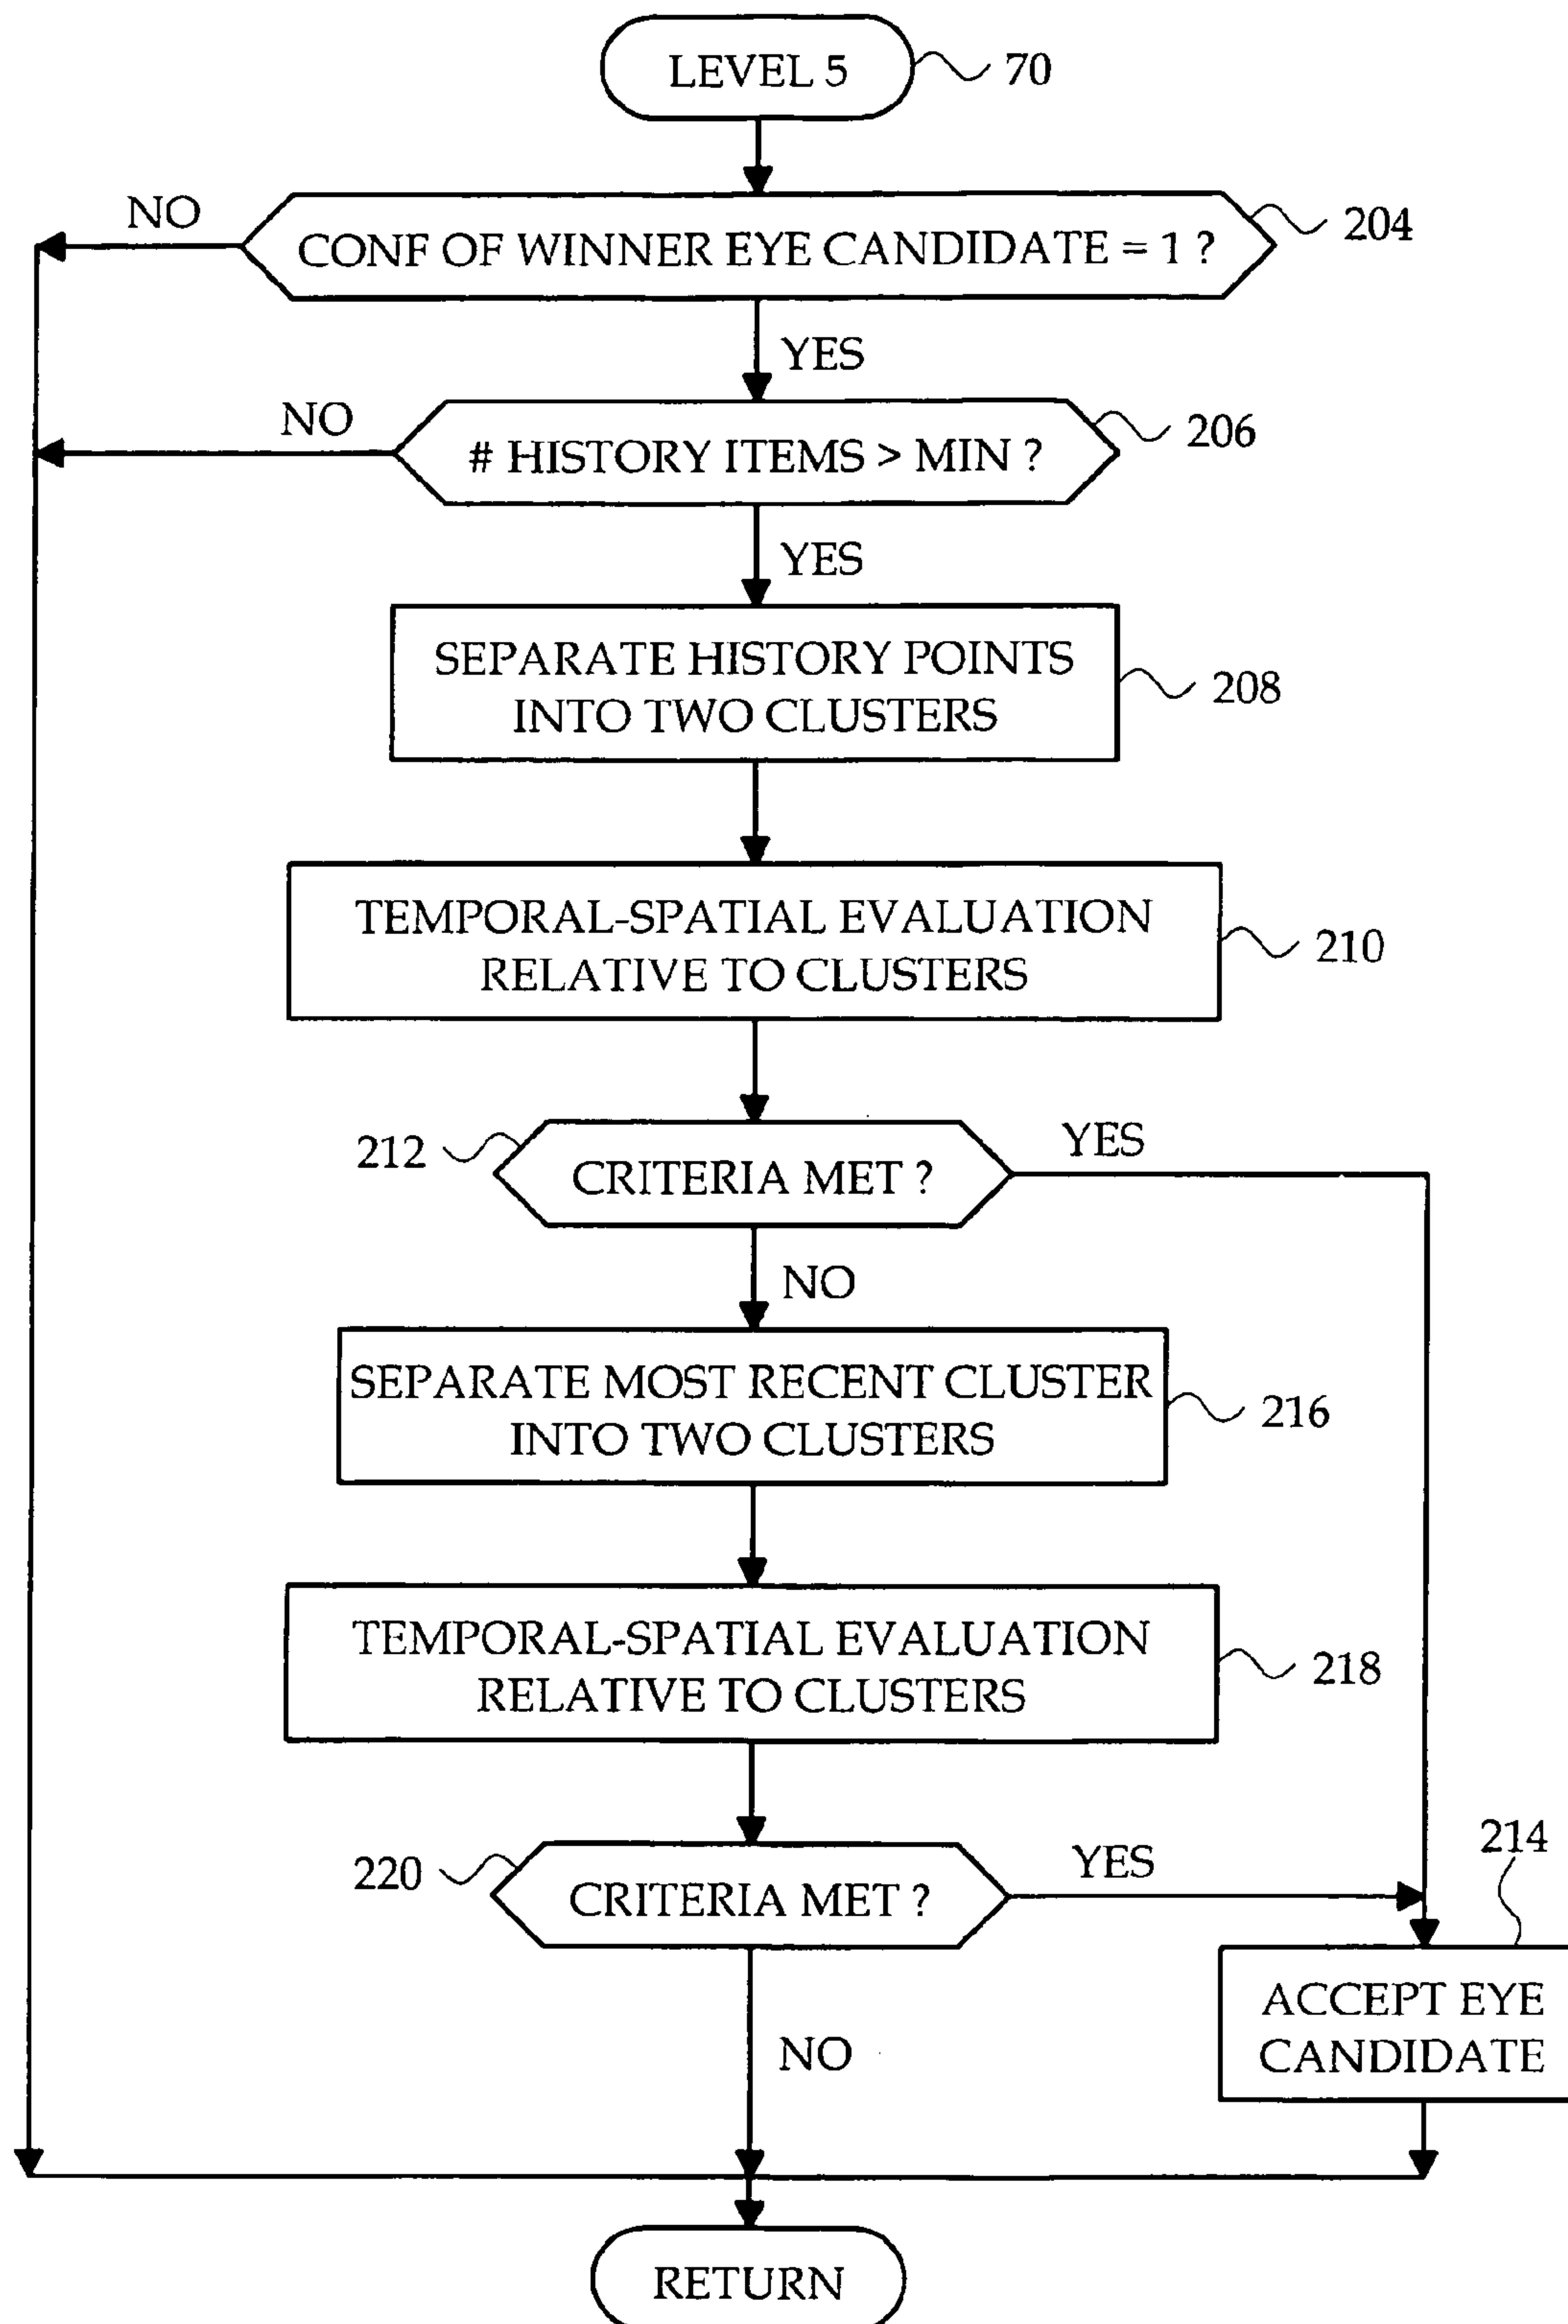 LEVEL 5
70
NO
CONF OF WINNER EYE CANDIDATE = 1 ?
204
YES
NO
# HISTORY ITEMS > MIN ?
206
YES
SEPARATE HISTORY POINTS
INTO TWO CLUSTERS
208
TEMPORAL-SPATIAL EVALUATION
RELATIVE TO CLUSTERS
210
212
CRITERIA MET ?
YES
NO
SEPARATE MOST RECENT CLUSTER
INTO TWO CLUSTERS
216
TEMPORAL-SPATIAL EVALUATION
RELATIVE TO CLUSTERS
218
220
CRITERIA MET ?
YES
214
ACCEPT EYE
CANDIDATE
NO
RETURN